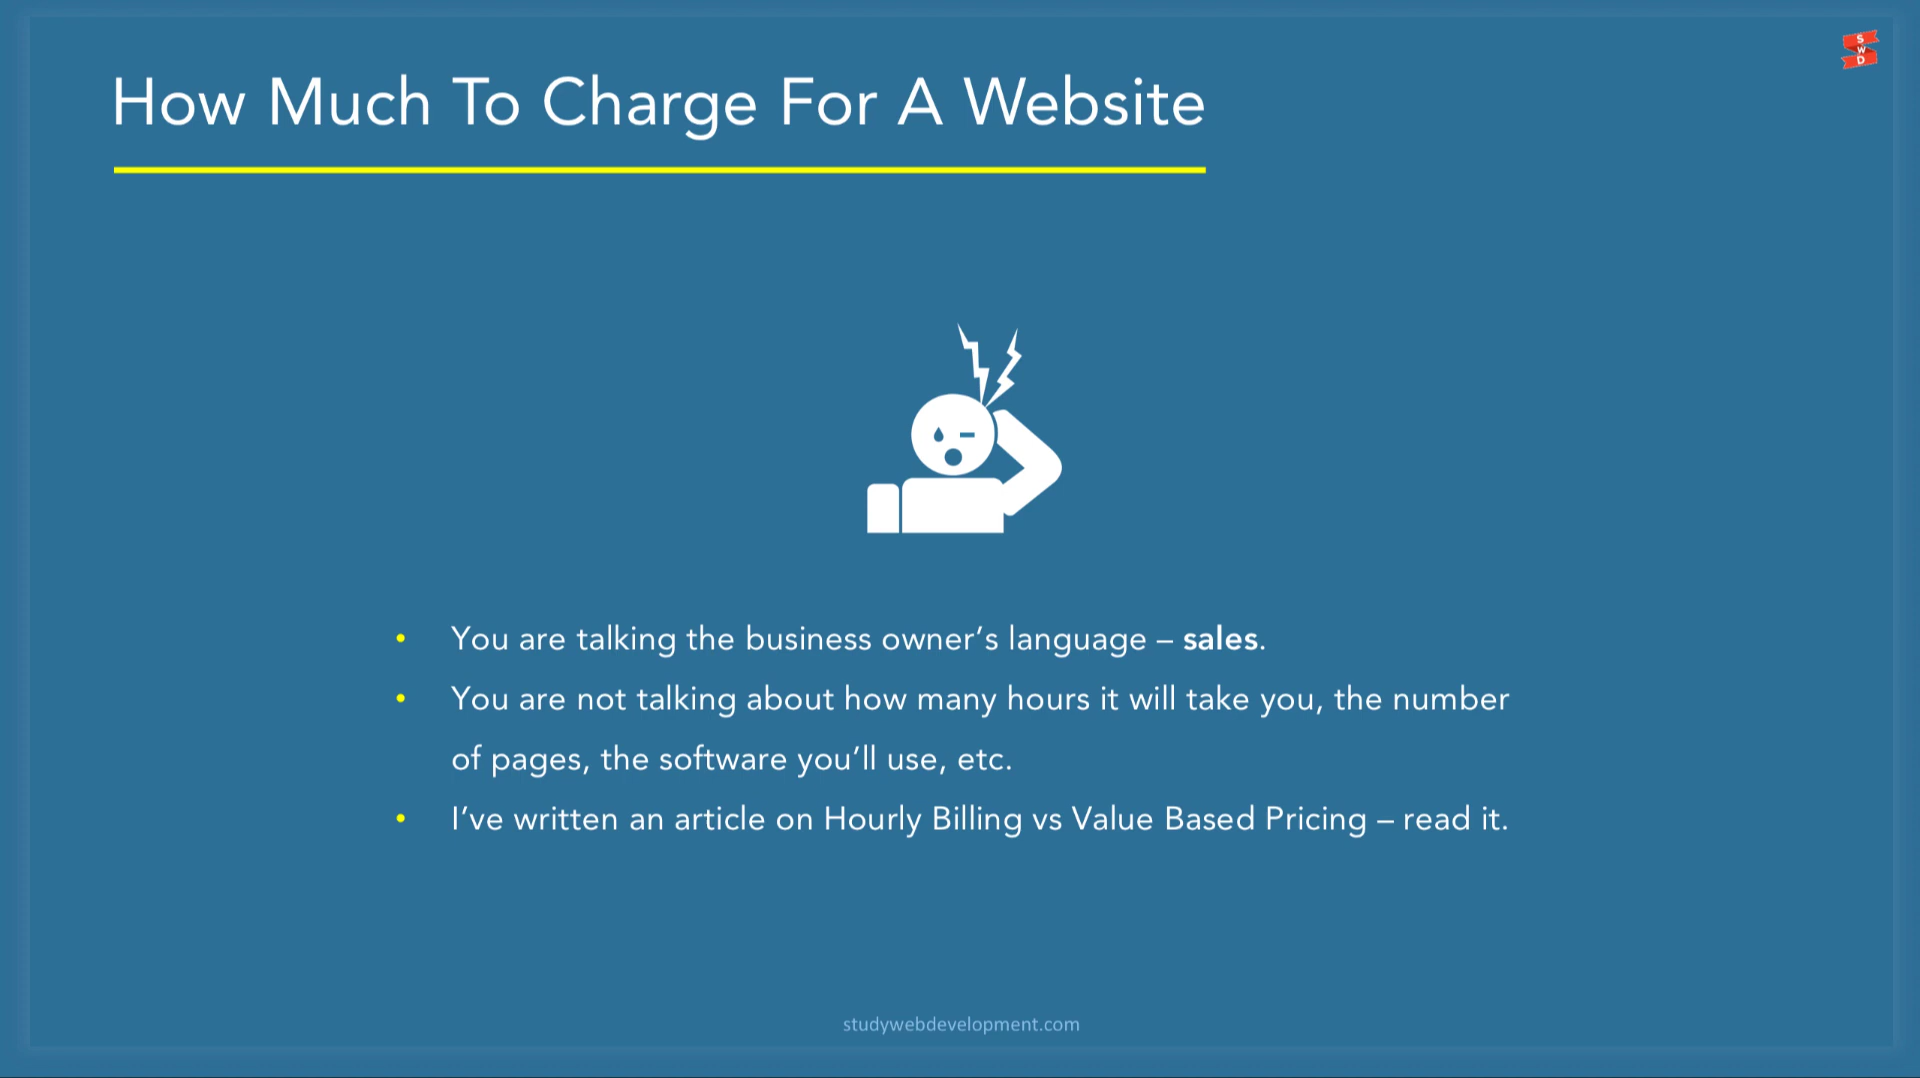 How Much To Charge For A Website
S
W
D
• You are talking the business owner’s language – sales.
• You are not talking about how many hours it will take you, the number
of pages, the software you’ll use, etc.
• I’ve written an article on Hourly Billing vs Value Based Pricing – read it.
studywebdevelopment.com